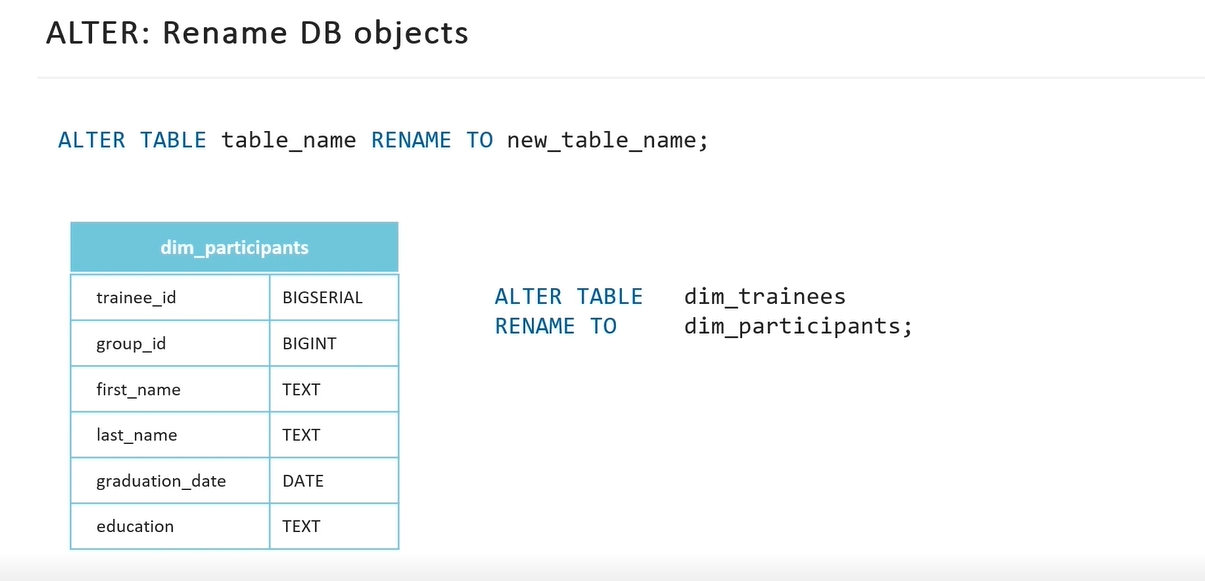 ALTER: Rename DB objects
ALTER TABLE table_name RENAME TO new_table_name;
dim_participants
trainee_id BIGSERIAL
group_id BIGINT
first_name TEXT
last_name TEXT
graduation_date DATE
education TEXT
ALTER TABLE dim_trainees
RENAME TO dim_participants;